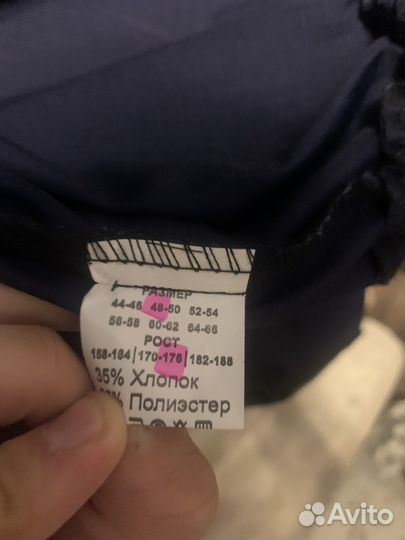 РАЗМЕР
44-46 48-50 52-54
56-58 60-62 64-66
РОСТ
158-164/170-176/182-188
35% Хлопок
% Полиэстер
Avito